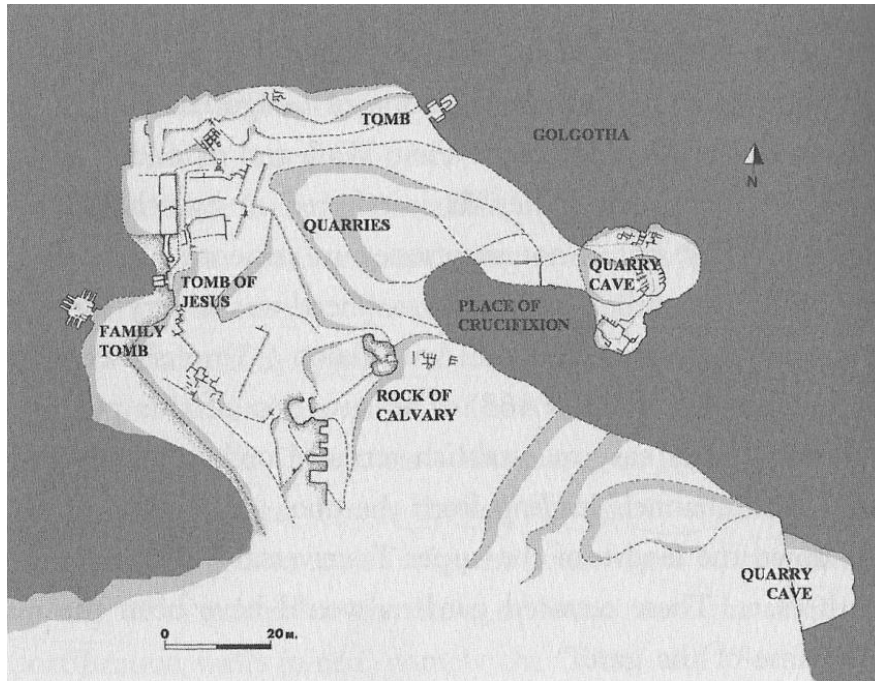 TOMB
GOLGOTHA
N
QUARRIES
QUARRY
CAVE
TOMB OF
JESUS
PLACE OF
CRUCIFIXION
FAMILY
TOMB
ROCK OF
CALVARY
QUARRY
CAVE
0 20 M.